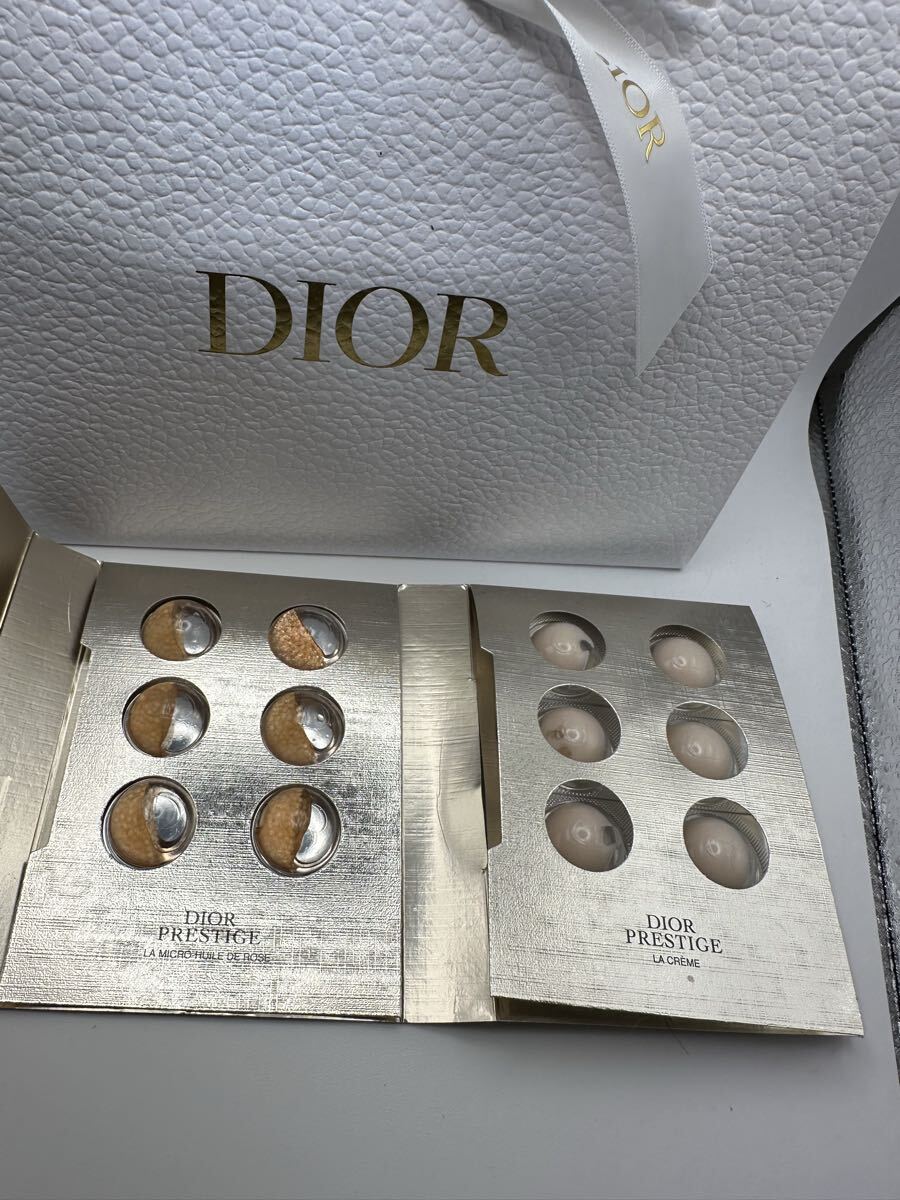 DIOR
DIOR
DIOR
PRESTIGE
LA MICRO-HUILE DE ROSE
DIOR
PRESTIGE
LA CRÈME